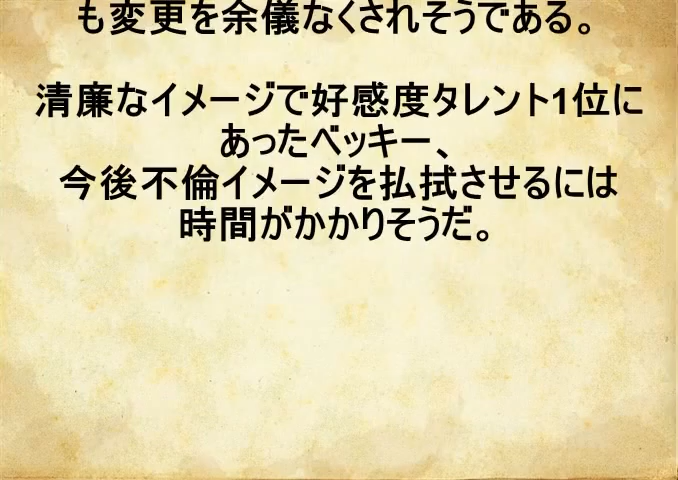 も変更を余儀なくされそうである。
清廉なイメージで好感度タレント1位に
あったベッキー、
今後不倫イメージを払拭させるには
時間がかかりそうだ。